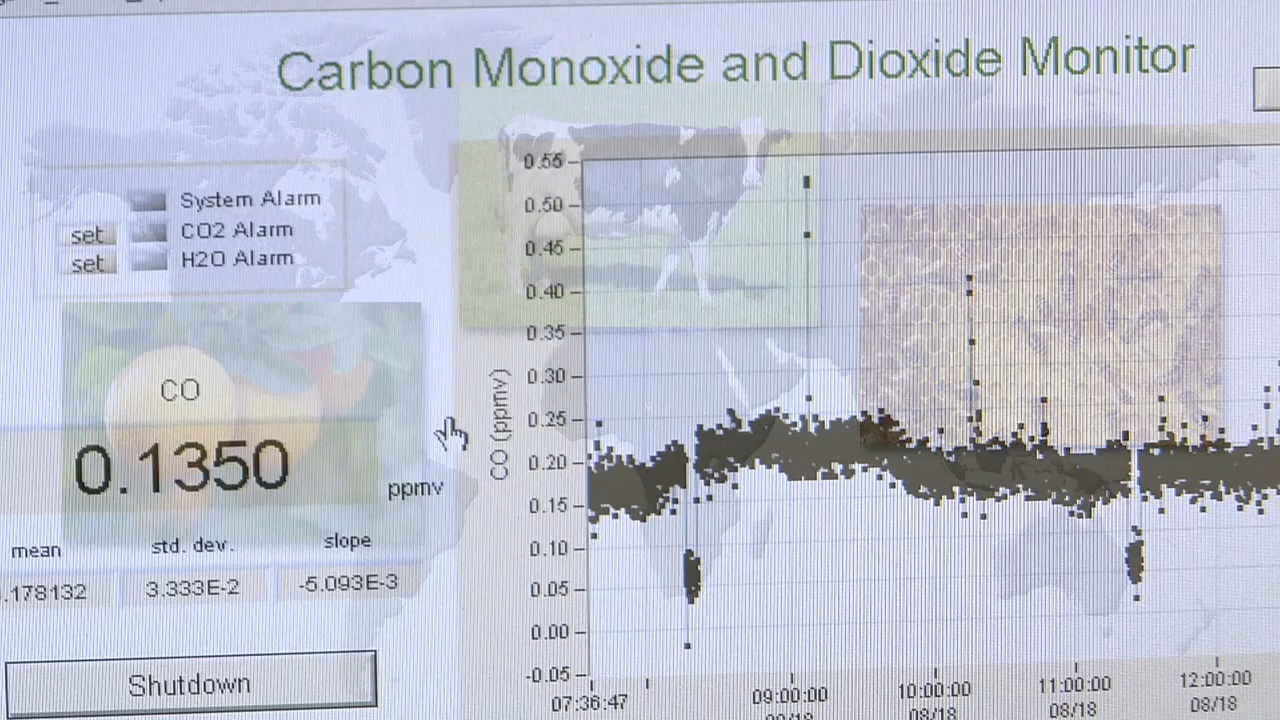 Carbon Monoxide and Dioxide Monitor
System Alarm
set CO2 Alarm
set H2O Alarm
CO
0.1350
ppmv
mean std. dev. slope
.178132 3.333E-2 -5.093E-3
Shutdown
CO (ppmv)
0.55
0.50
0.45
0.40
0.35
0.30
0.25
0.20
0.15
0.10
0.05
0.00
-0.05
07:36:47 09:00:00 10:00:00 11:00:00 12:00:00
08/18 08/18 08/18 08/18